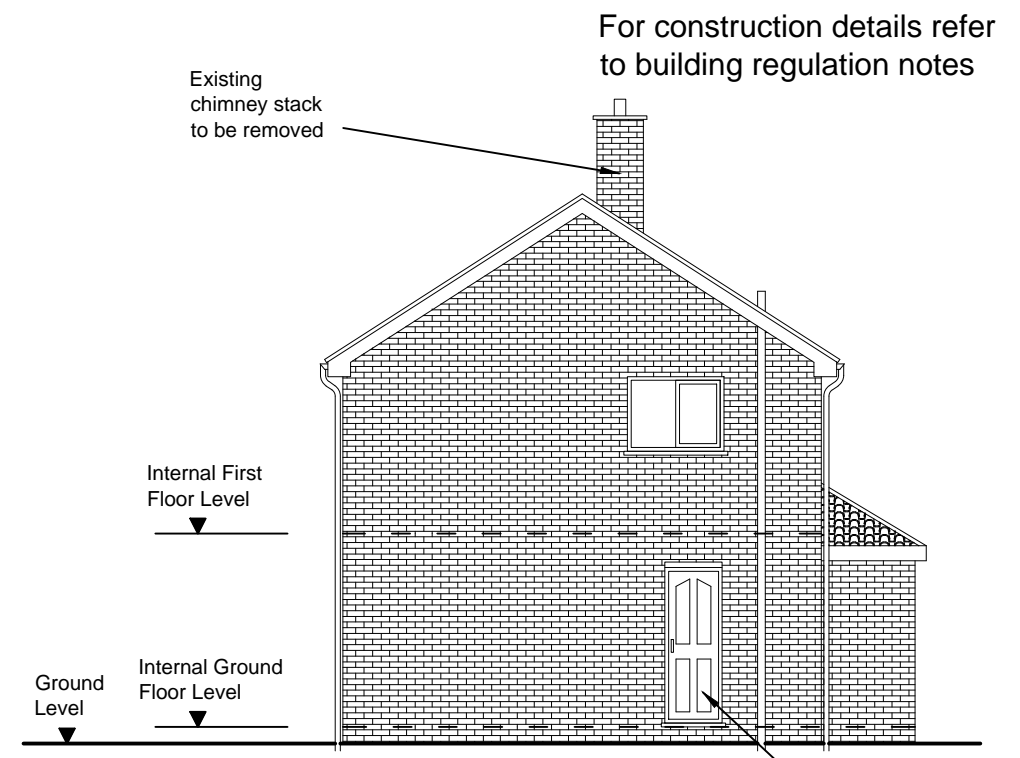 For construction details refer
to building regulation notes
Existing
chimney stack
to be removed
Internal First
Floor Level
Internal Ground
Floor Level
Ground
Level